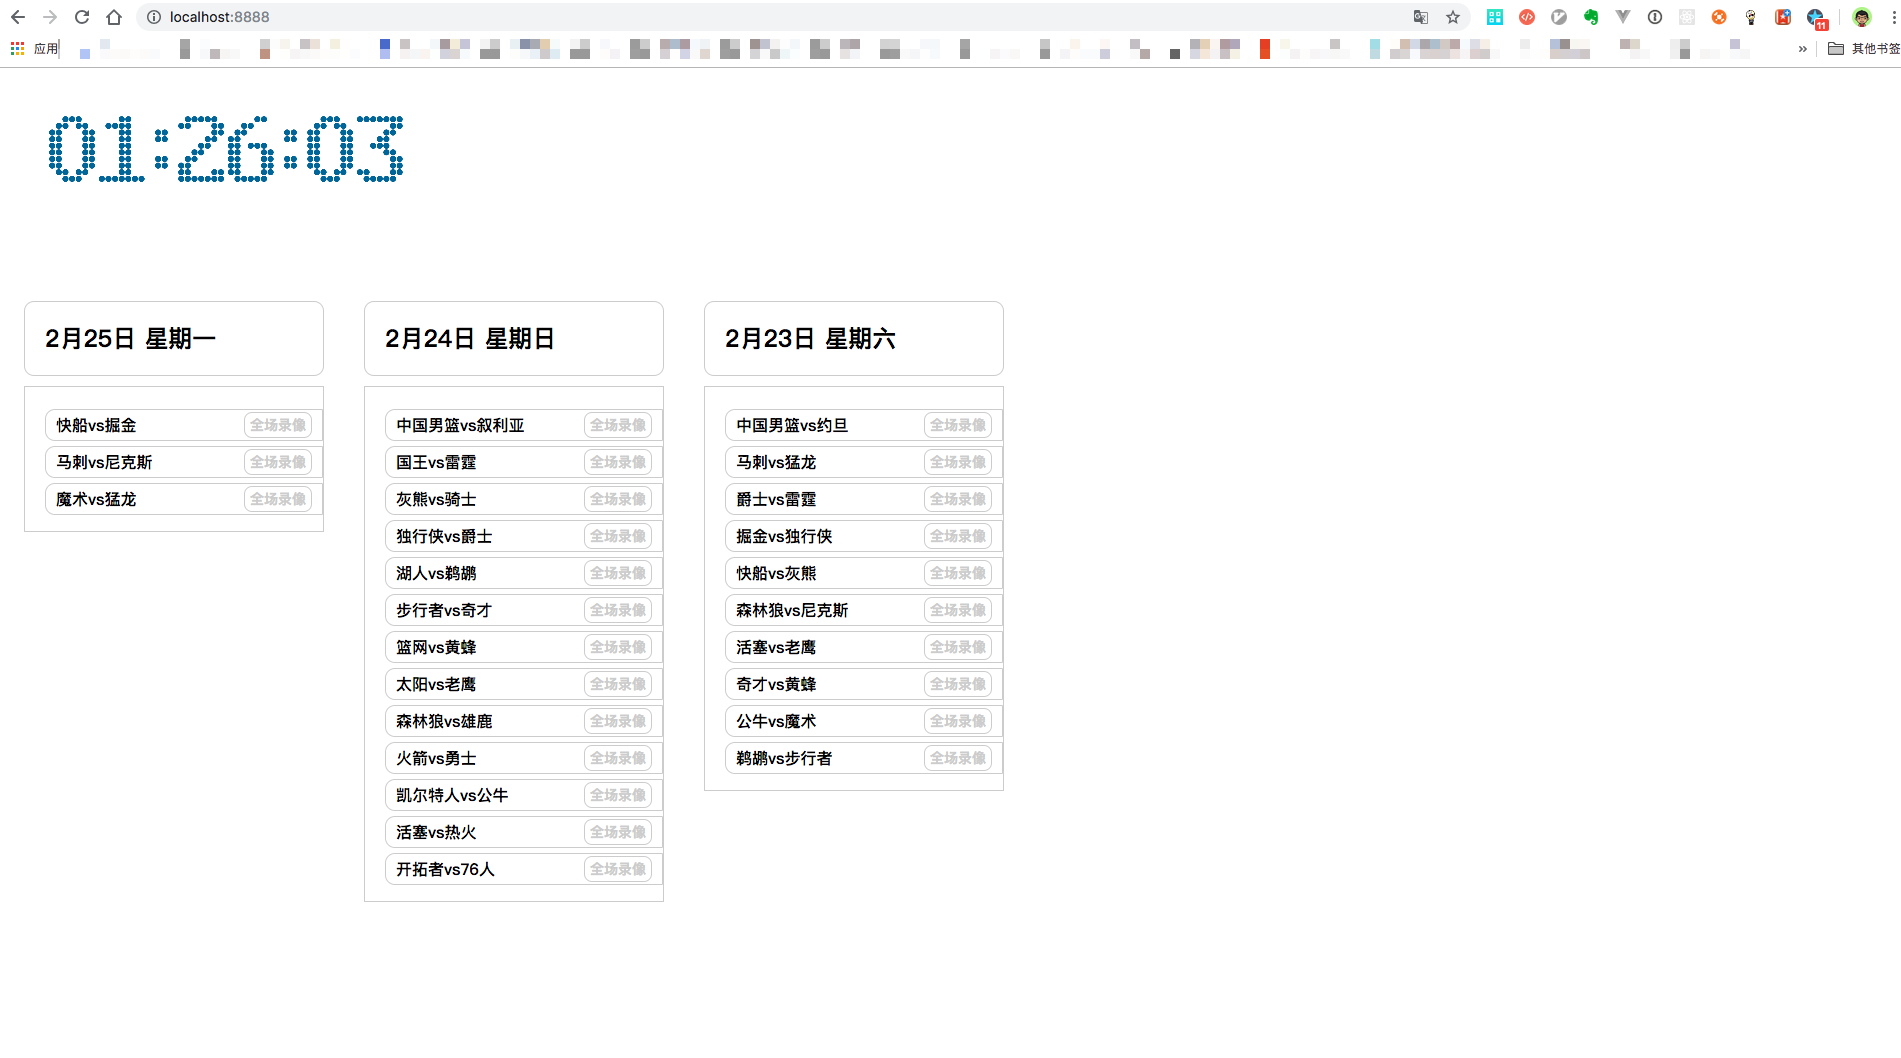 localhost:8888
11
应用
»
其他书签
01:26:03
2月25日 星期一
快船vs掘金 全场录像
马刺vs尼克斯 全场录像
魔术vs猛龙 全场录像
2月24日 星期日
中国男篮vs叙利亚 全场录像
国王vs雷霆 全场录像
灰熊vs骑士 全场录像
独行侠vs爵士 全场录像
湖人vs鹈鹕 全场录像
步行者vs奇才 全场录像
篮网vs黄蜂 全场录像
太阳vs老鹰 全场录像
森林狼vs雄鹿 全场录像
火箭vs勇士 全场录像
凯尔特人vs公牛 全场录像
活塞vs热火 全场录像
开拓者vs76人 全场录像
2月23日 星期六
中国男篮vs约旦 全场录像
马刺vs猛龙 全场录像
爵士vs雷霆 全场录像
掘金vs独行侠 全场录像
快船vs灰熊 全场录像
森林狼vs尼克斯 全场录像
活塞vs老鹰 全场录像
奇才vs黄蜂 全场录像
公牛vs魔术 全场录像
鹈鹕vs步行者 全场录像